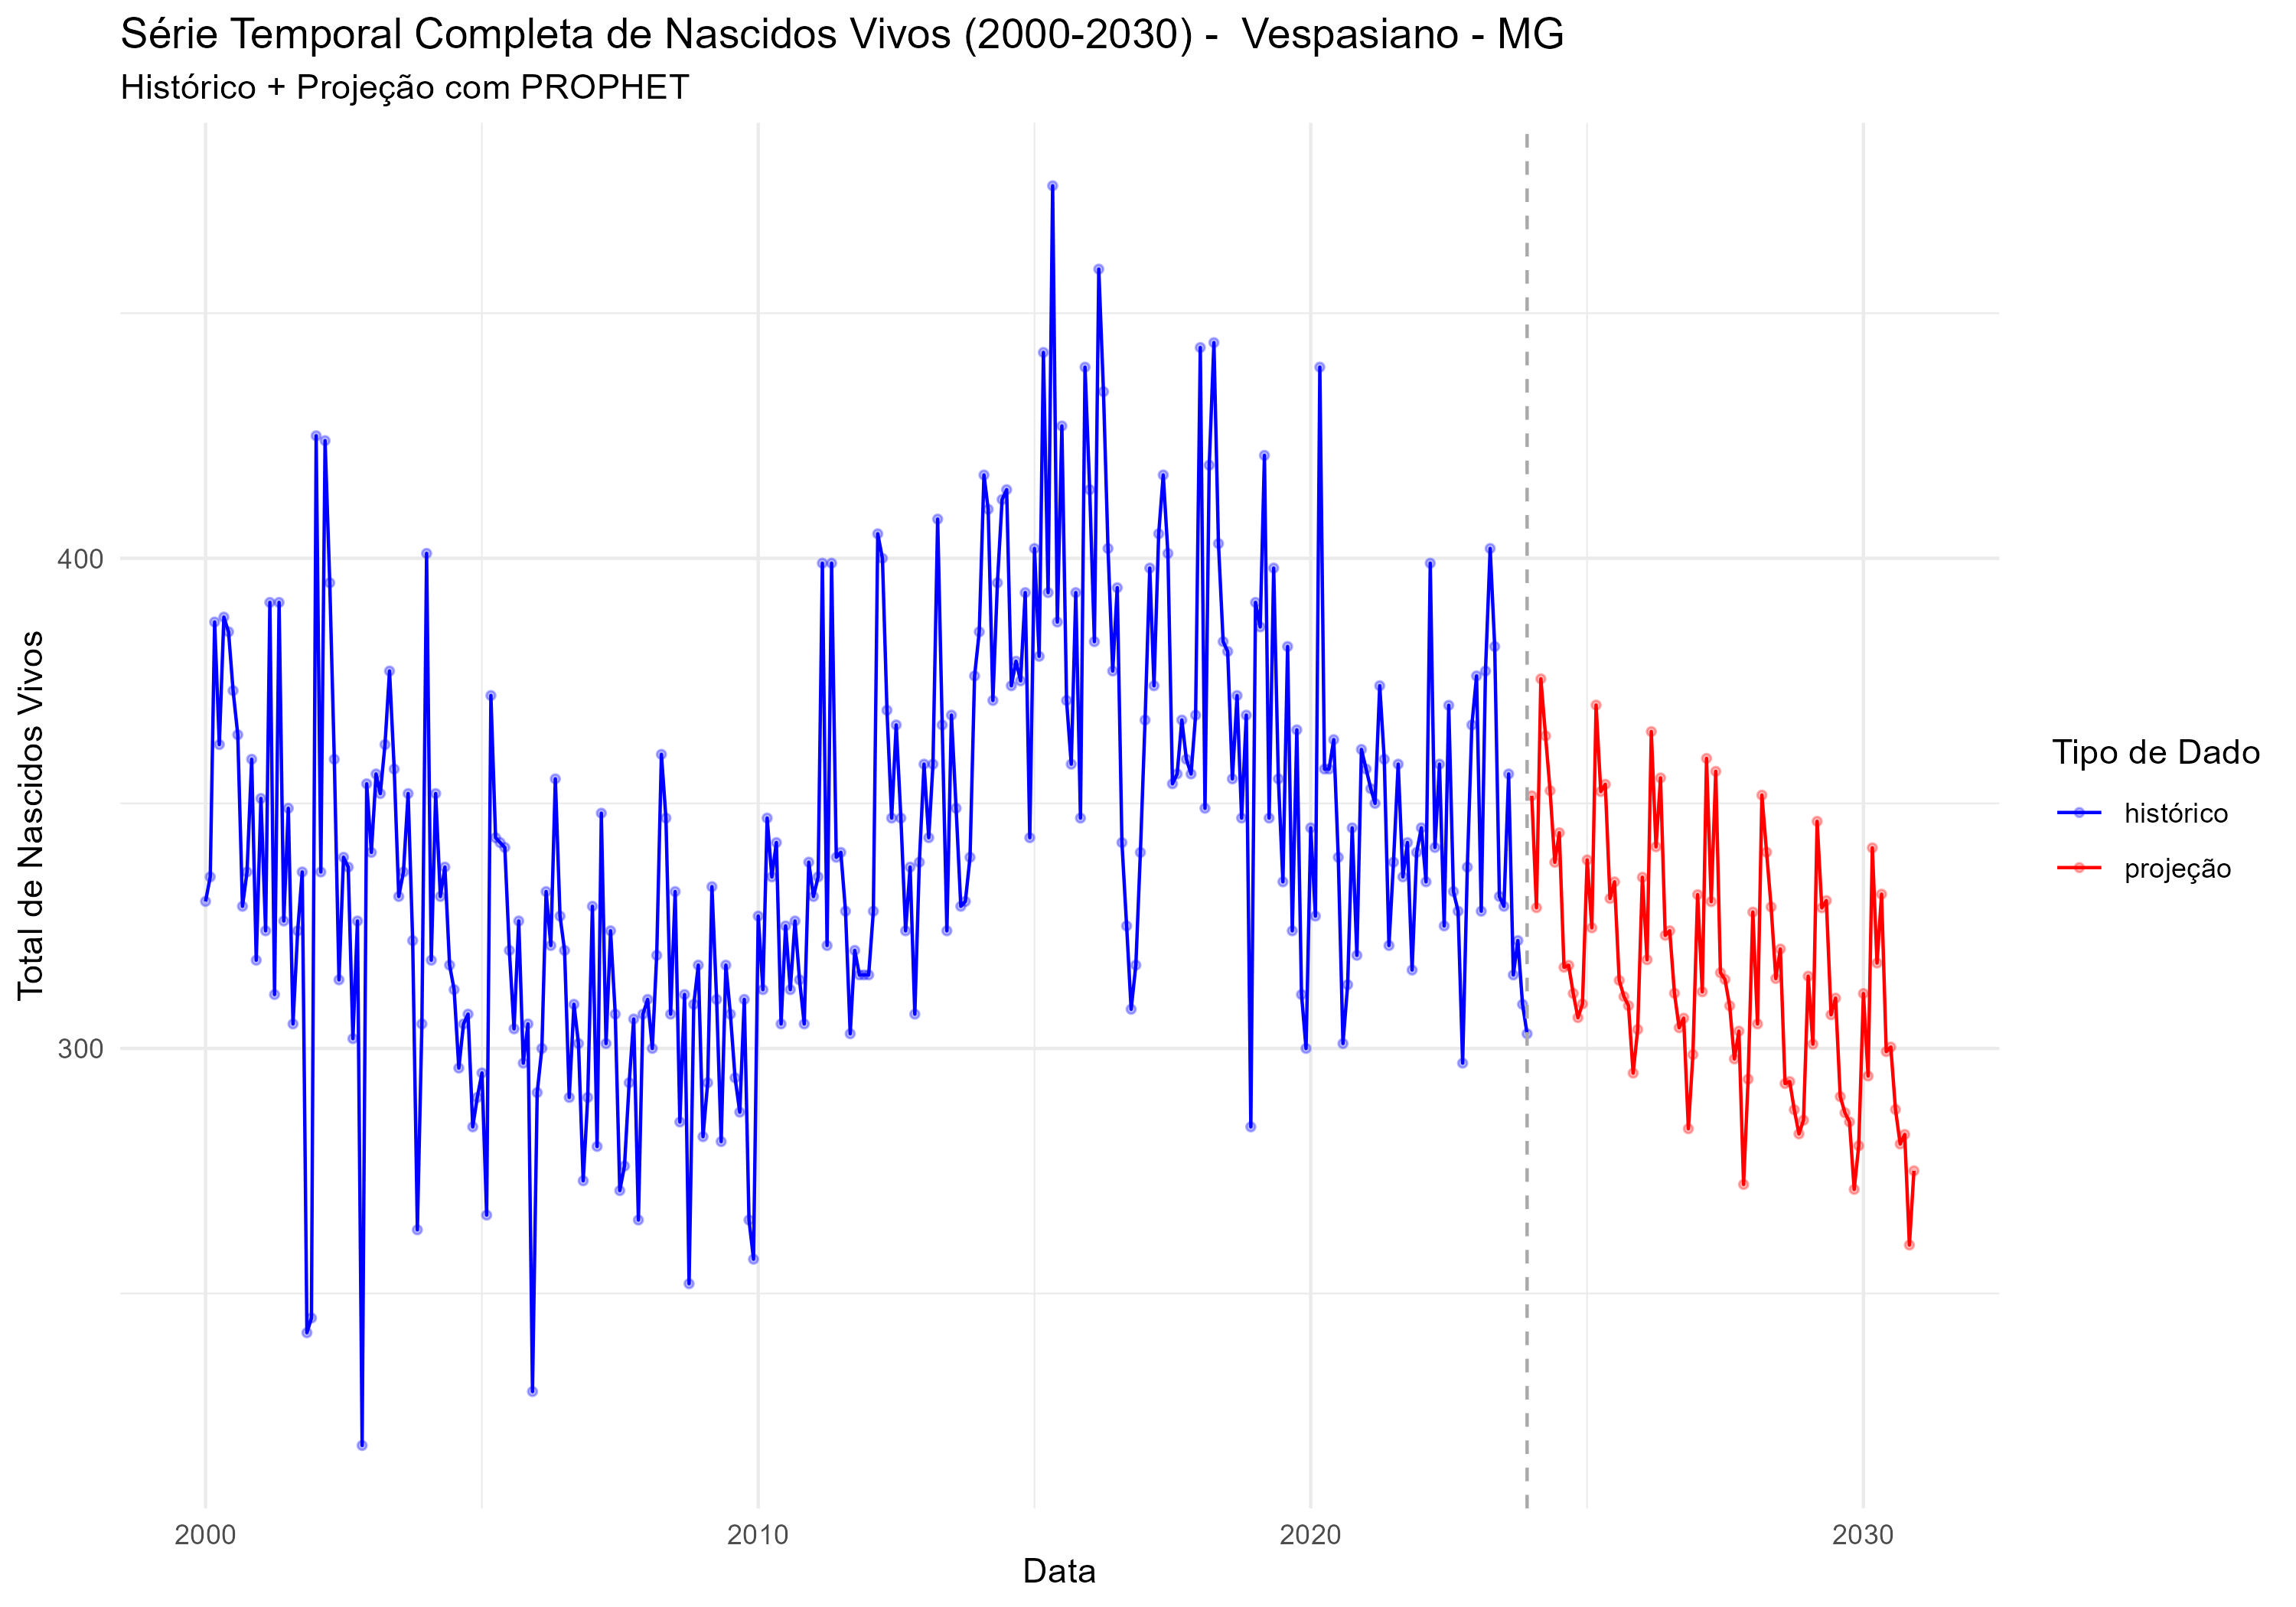 Série Temporal Completa de Nascidos Vivos (2000-2030) -  Vespasiano - MG
Histórico + Projeção com PROPHET
Total de Nascidos Vivos
400
300
2000
2010
2020
2030
Data
Tipo de Dado
histórico
projeção